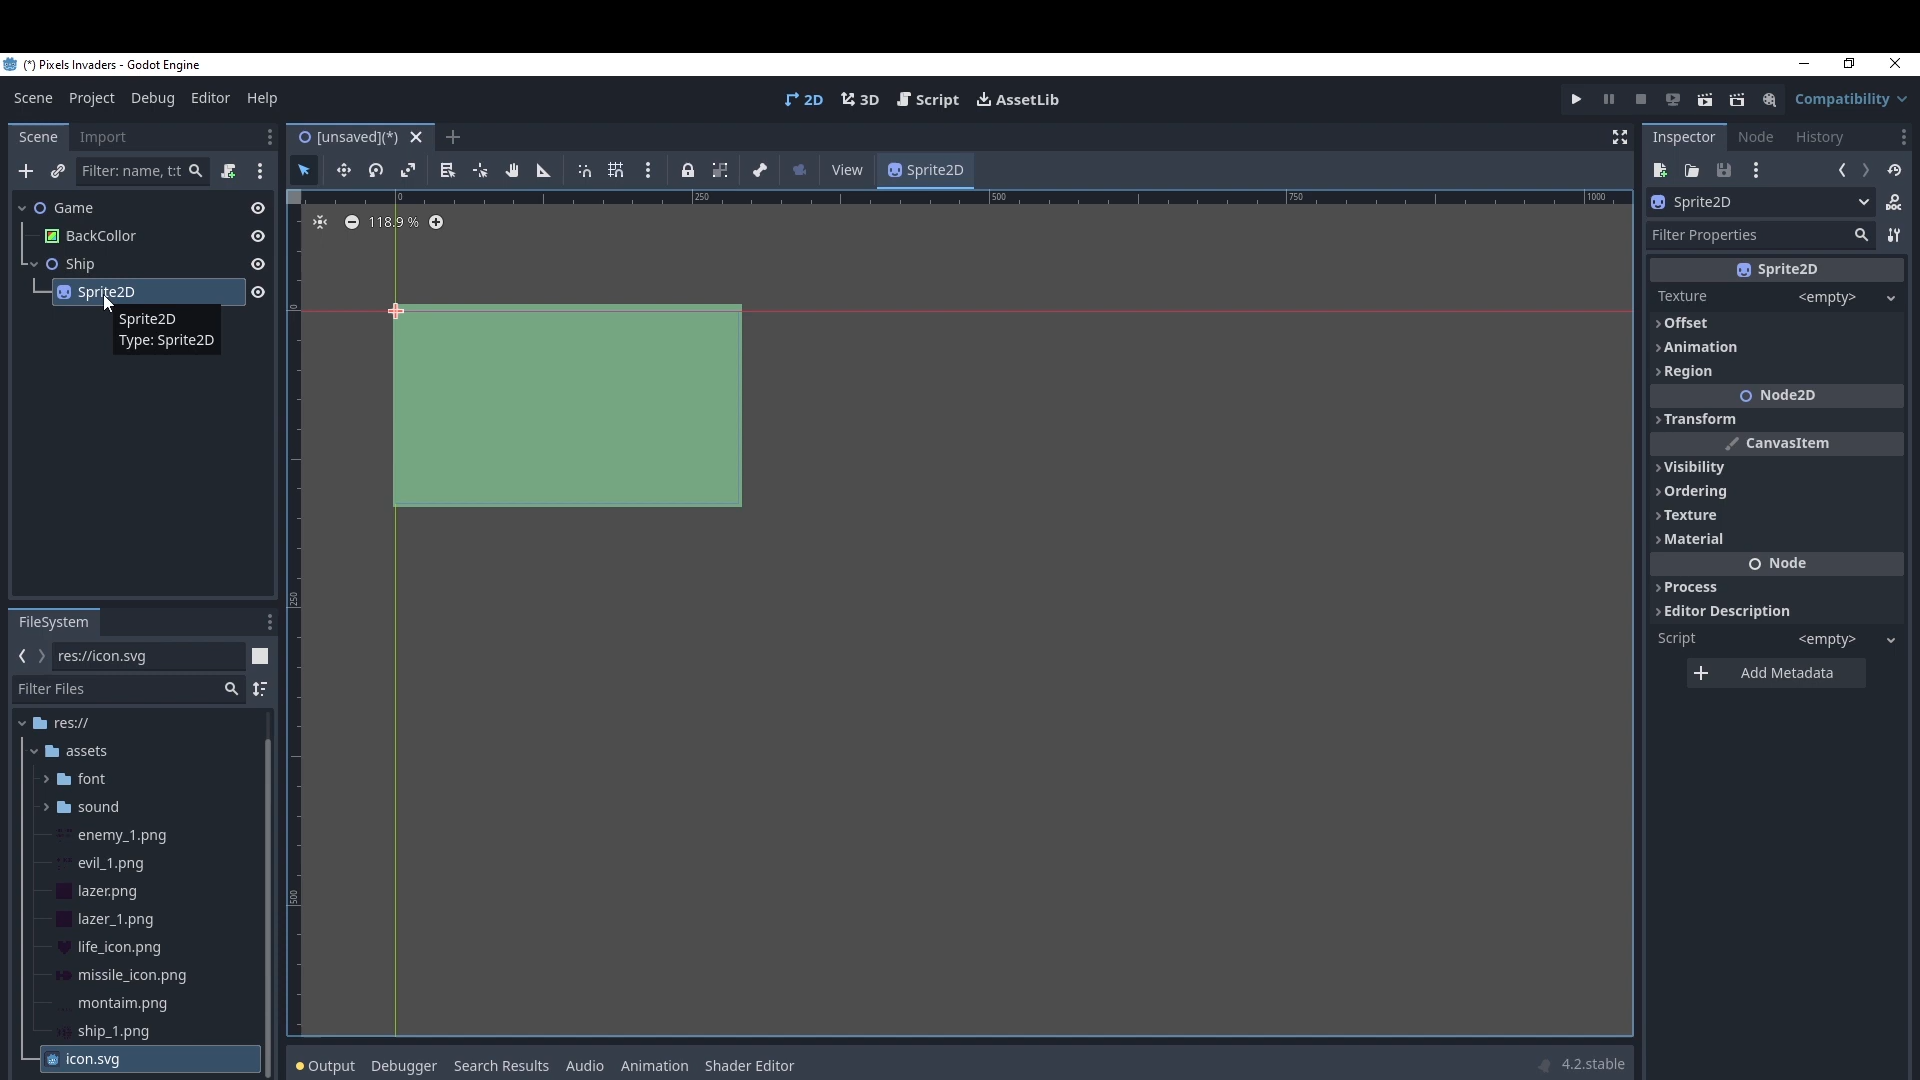 (*) Pixels Invaders - Godot Engine
Scene Project Debug Editor Help
2D 3D Script AssetLib
Compatibility
Scene Import
[unsaved](*)
Inspector Node History
Filter: name, t:t
View Sprite2D
Game
BackCollor
Ship
Sprite2D
Sprite2D
Type: Sprite2D
0 250 500 750 1000
118.9 %
0
250
500
Sprite2D
Filter Properties
Sprite2D
Texture <empty>
Offset
Animation
Region
Node2D
Transform
CanvasItem
Visibility
Ordering
Texture
Material
Node
Process
Editor Description
Script <empty>
Add Metadata
FileSystem
res://icon.svg
Filter Files
res://
assets
font
sound
enemy_1.png
evil_1.png
lazer.png
lazer_1.png
life_icon.png
missile_icon.png
montaim.png
ship_1.png
icon.svg
Output Debugger Search Results Audio Animation Shader Editor
4.2.stable